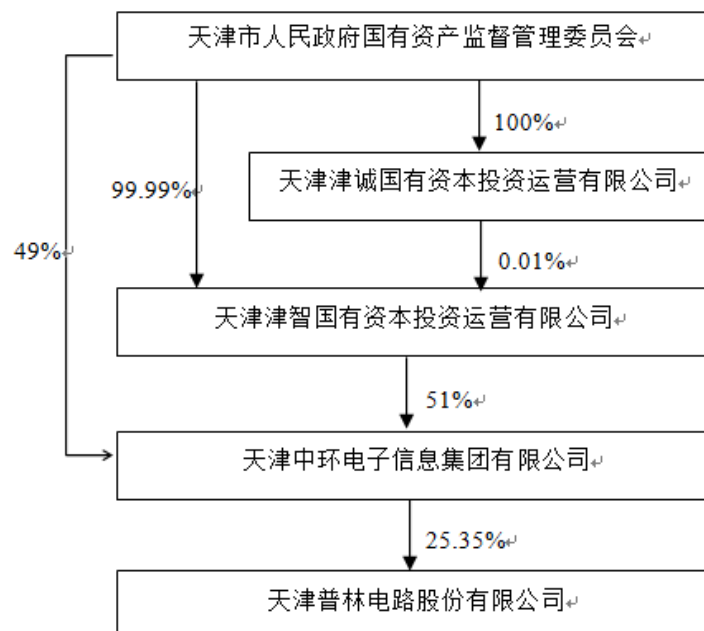 天津市人民政府国有资产监督管理委员会
100%
天津津诚国有资本投资运营有限公司
99.99%
49%
0.01%
天津津智国有资本投资运营有限公司
51%
天津中环电子信息集团有限公司
25.35%
天津普林电路股份有限公司